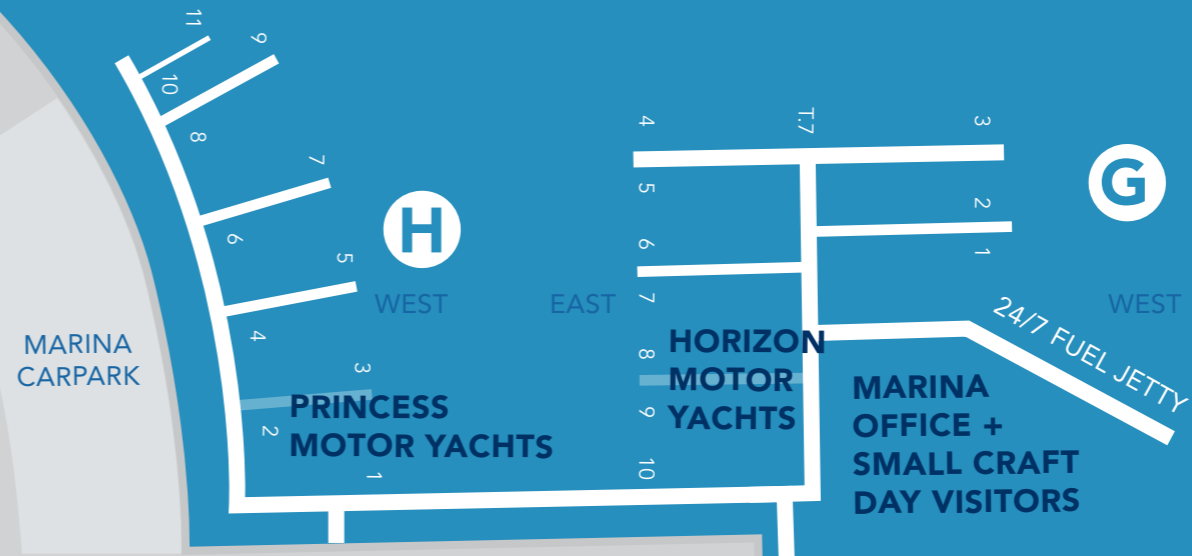 11
9
10
8
7
6
5
4
3
2
1
H
WEST
EAST
4
T.7
3
5
2
6
1
7
8
9
10
G
WEST
24/7 FUEL JETTY
MARINA
CARPARK
PRINCESS
MOTOR YACHTS
HORIZON
MOTOR
YACHTS
MARINA
OFFICE +
SMALL CRAFT
DAY VISITORS